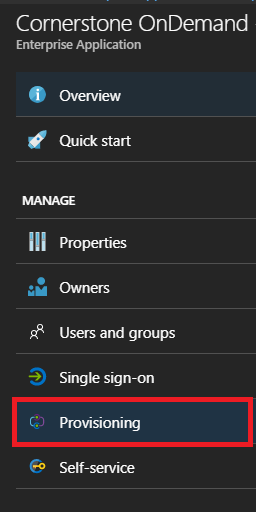 Cornerstone OnDemand -
Enterprise Application
Overview
Quick start
MANAGE
Properties
Owners
Users and groups
Single sign-on
Provisioning
Self-service